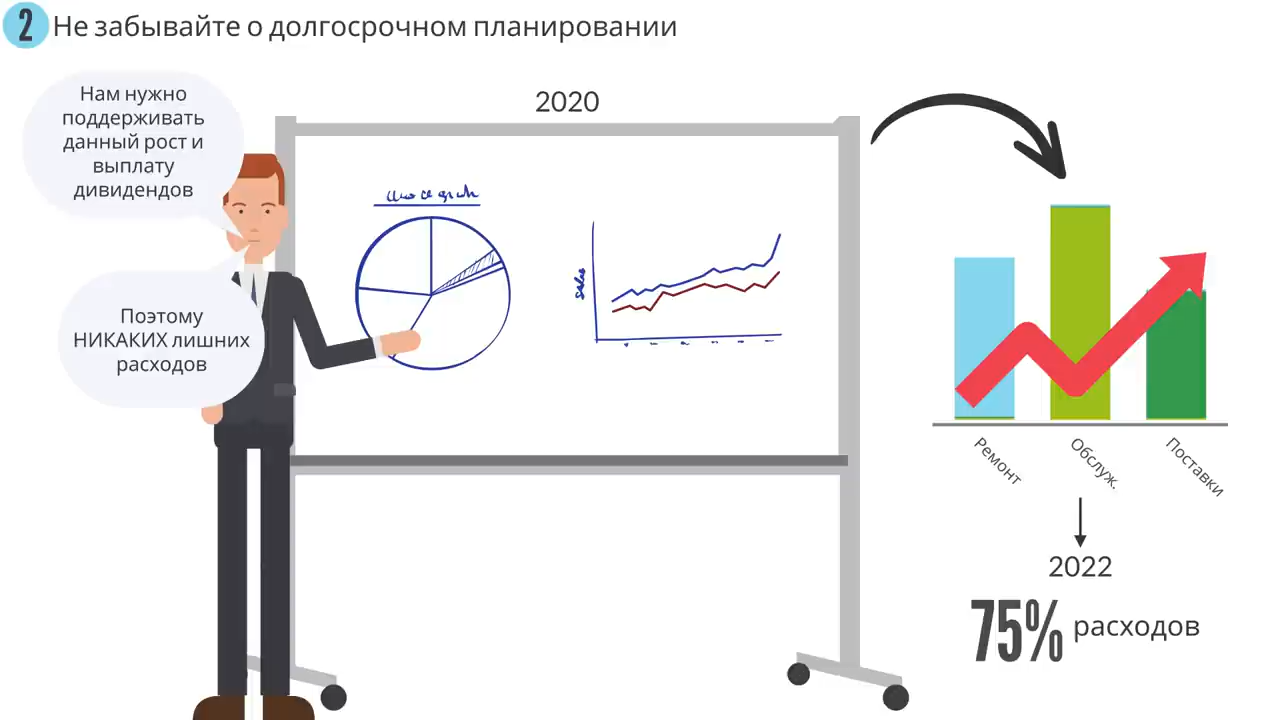 2 Не забывайте о долгосрочном планировании
Нам нужно
поддерживать
данный рост и
выплату
дивидендов
Поэтому
НИКАКИХ лишних
расходов
2020
sales
Ремонт
Обслуж.
Поставки
2022
75% расходов